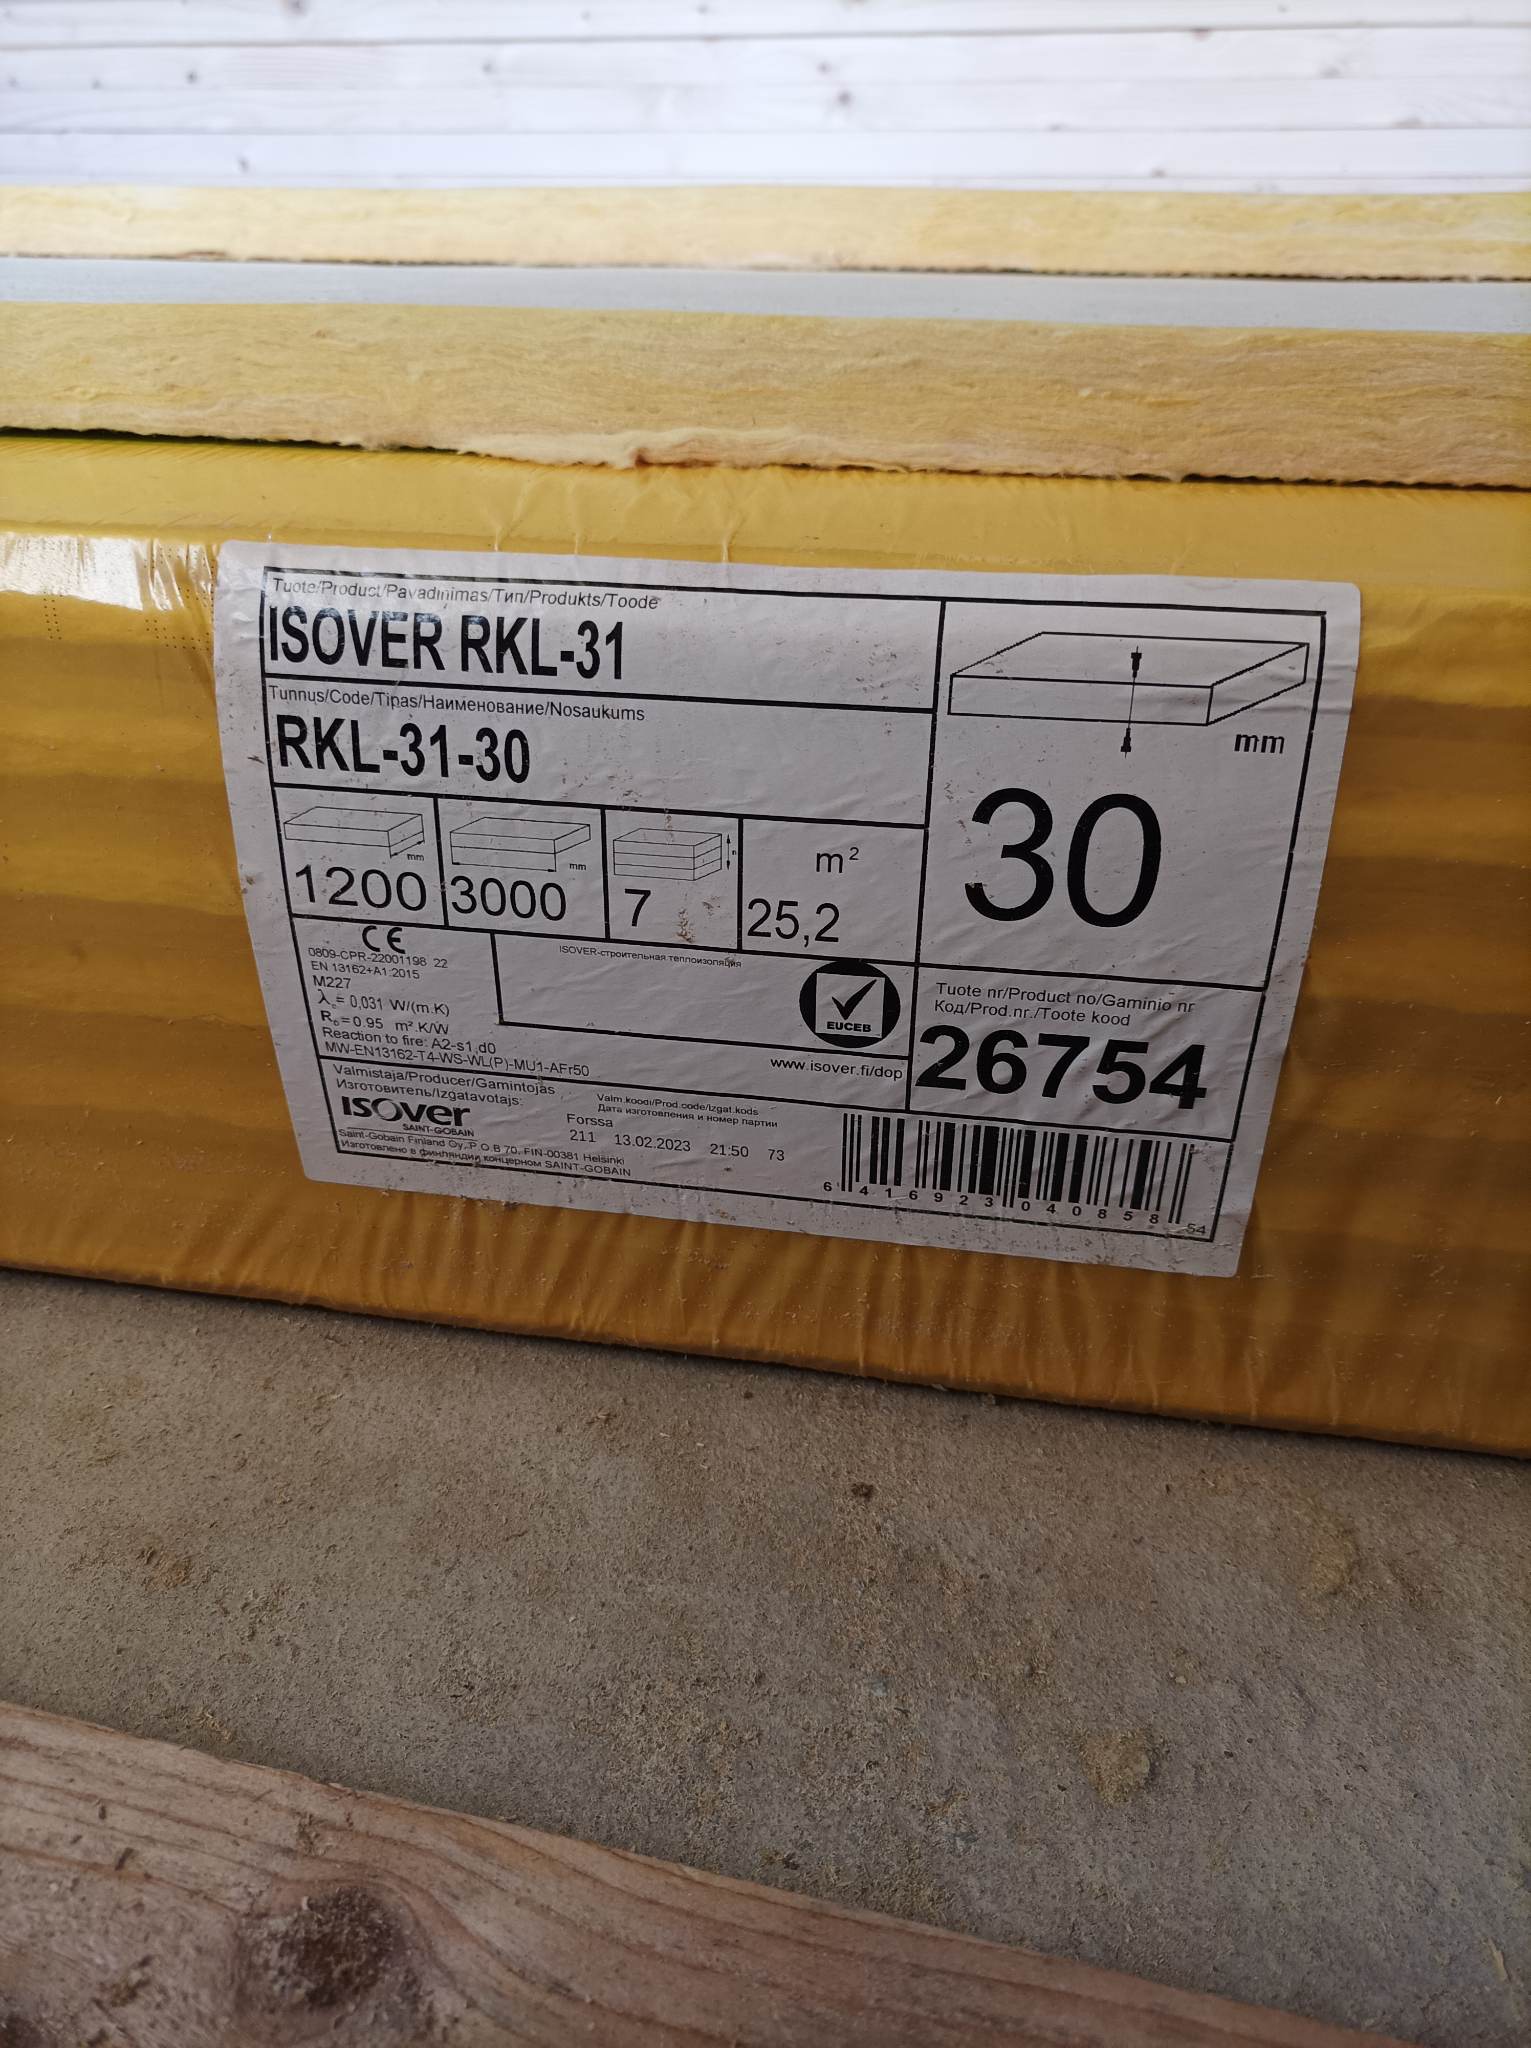 Tuote/Product/Pavadinimas/Тип/Produkts/Toode
ISOVER RKL-31
Tunnus/Code/Tipas/Наименование/Nosaukums
RKL-31-30
mm
30
mm
1200
mm
3000
7
m²
25,2
CE
0809-CPR-22001198 22
EN 13162+A1:2015
M227
λ = 0,031 W/(m.K)
R =0.95 m².K/W
Reaction to fire: A2-s1,d0
MW-EN13162-T4-WS-WL(P)-MU1-AFr50
ISOVER-строительная теплоизоляция
EUCEB
www.isover.fi/dop
Tuote nr/Product no/Gaminio nr
Код/Prod.nr./Toote kood
26754
Valmistaja/Producer/Gamintojas
Изготовитель/Izgatavotajs:
isover
SAINT-GOBAIN
Saint-Gobain Finland Oy, P.O.B 70, FIN-00381 Helsinki
Изготовлено в финляндии концерном SAINT-GOBAIN
Valm.koodi/Prod.code/Izgat.kods
Дата изготовления и номер партии
Forssa
211 13.02.2023 21:50 73
6 416923 040858 54